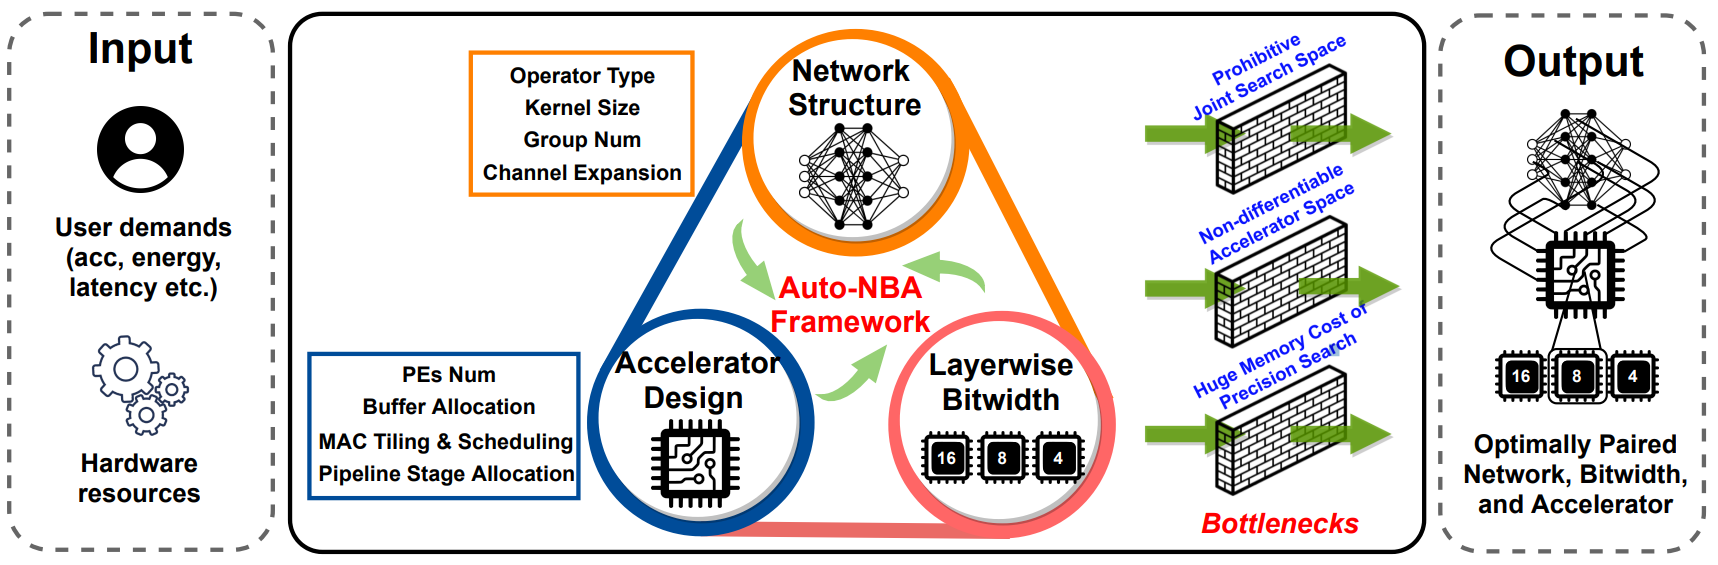 Input
User demands
(acc, energy,
latency etc.)
Hardware
resources
Operator Type
Kernel Size
Group Num
Channel Expansion
Network
Structure
Auto-NBA
Framework
PEs Num
Buffer Allocation
MAC Tiling & Scheduling
Pipeline Stage Allocation
Accelerator
Design
Layerwise
Bitwidth
16 8 4
Prohibitive
Joint Search Space
Non-differentiable
Accelerator Space
Huge Memory Cost of
Precision Search
Bottlenecks
Output
16 8 4
Optimally Paired
Network, Bitwidth,
and Accelerator